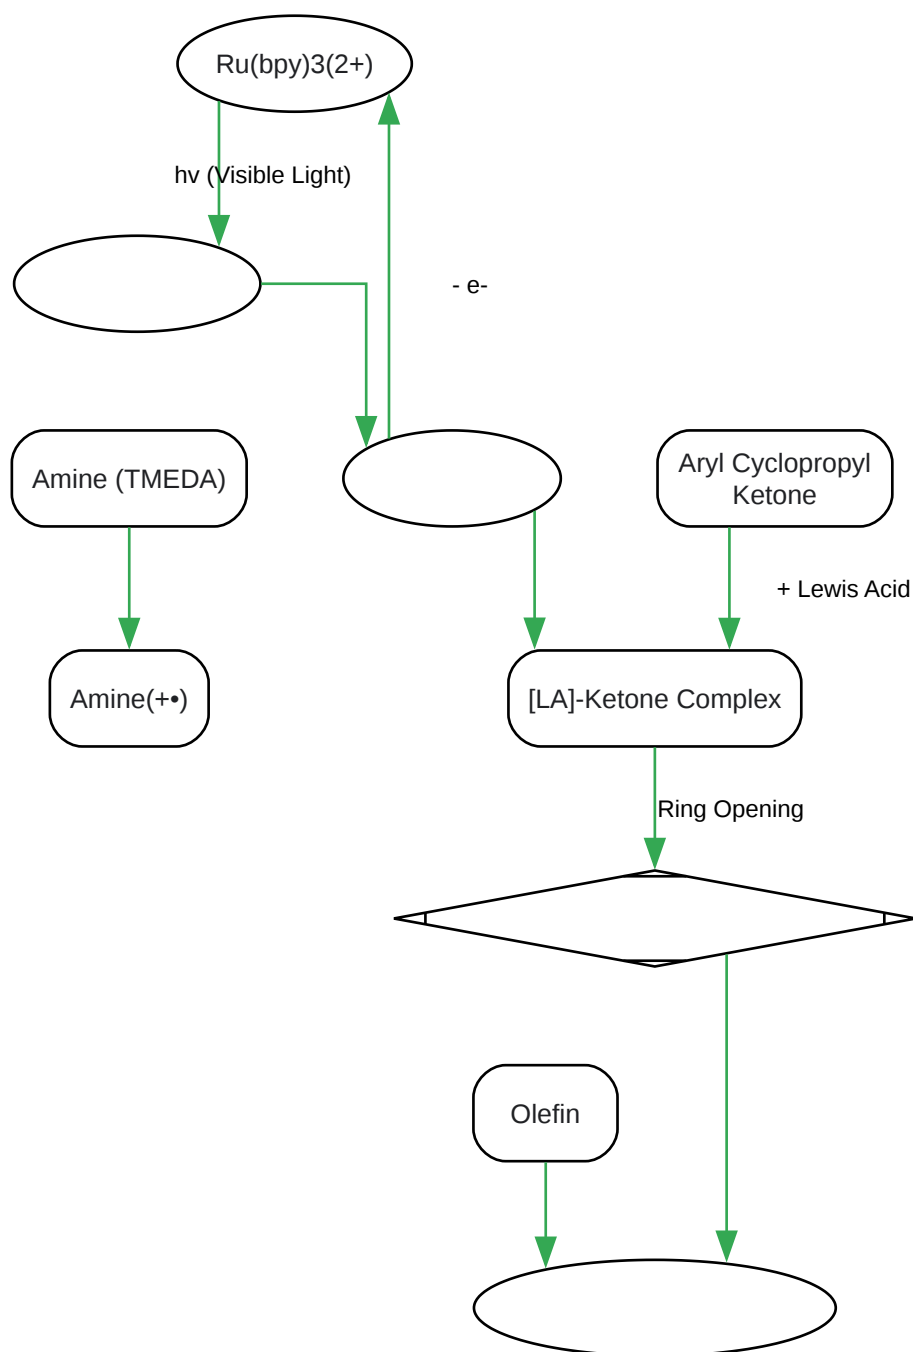 Ru(bpy)3(2+)
hv (Visible Light)
- e-
Amine (TMEDA)
Aryl Cyclopropyl
Ketone
+ Lewis Acid
Amine(+•)
[LA]-Ketone Complex
Ring Opening
Olefin